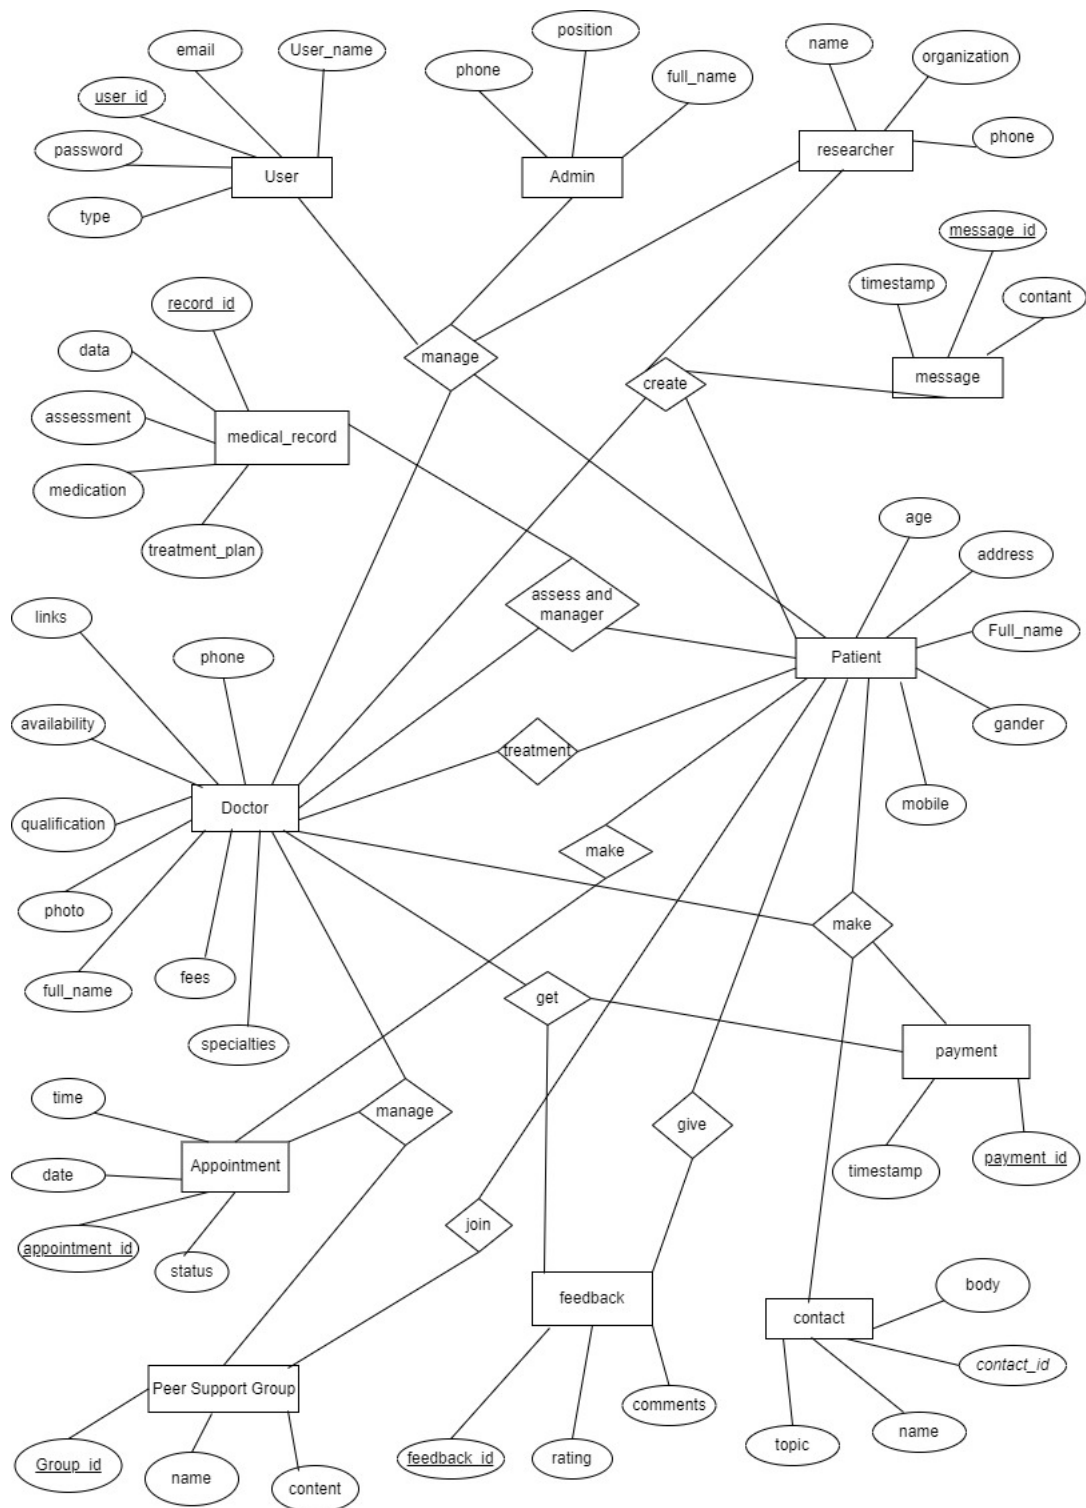 position
email
User_name
name
organization
phone
full_name
user_id
password
phone
researcher
User
Admin
type
message_id
timestamp
contant
record_id
data
manage
create
message
assessment
medical_record
medication
age
treatment_plan
address
assess and
manager
links
Full_name
phone
Patient
availability
gander
treatment
Doctor
mobile
qualification
make
photo
make
full_name
fees
get
specialties
payment
time
manage
give
Appointment
date
timestamp
payment_id
join
appointment_id
status
body
feedback
contact
contact_id
Peer Support Group
comments
name
topic
feedback_id
rating
Group_id
name
content